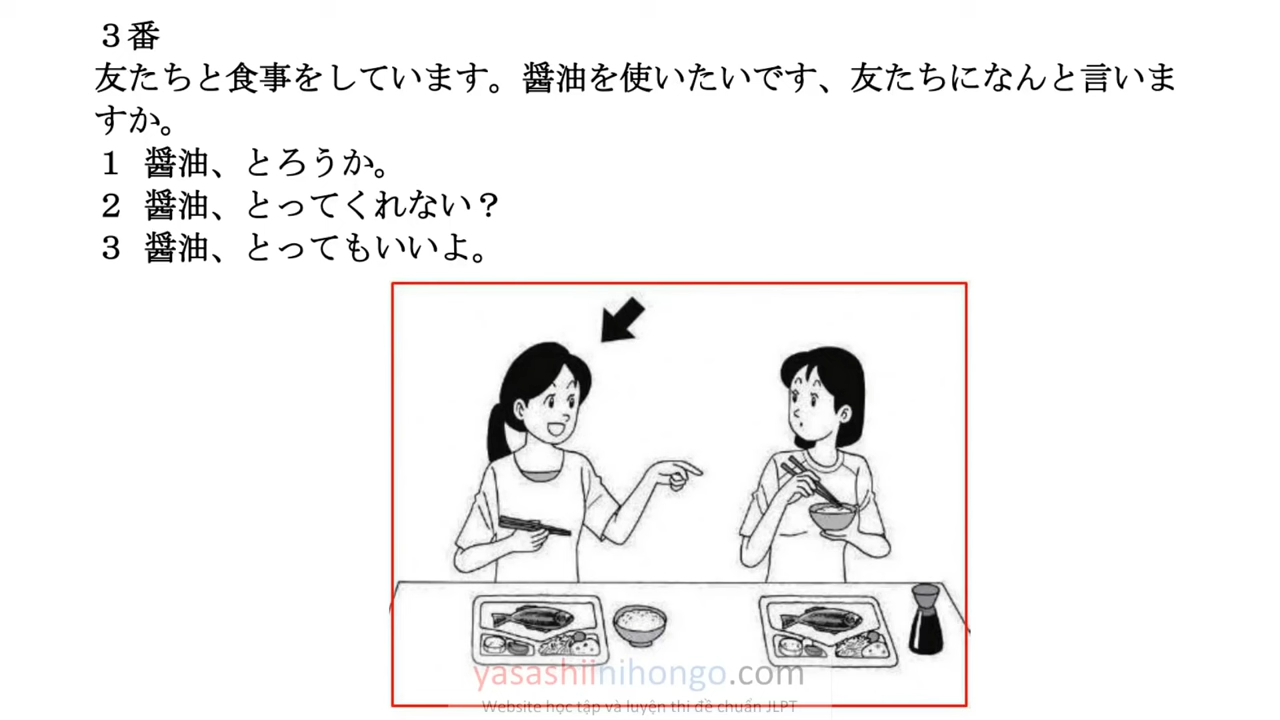 ３番
友たちと食事をしています。醤油を使いたいです、友たちになんと言いま
すか。
１ 醤油、とろうか。
２ 醤油、とってくれない？
３ 醤油、とってもいいよ。
yasashiinihongo.com
Website học tập và luyện thi đề chuẩn JLPT